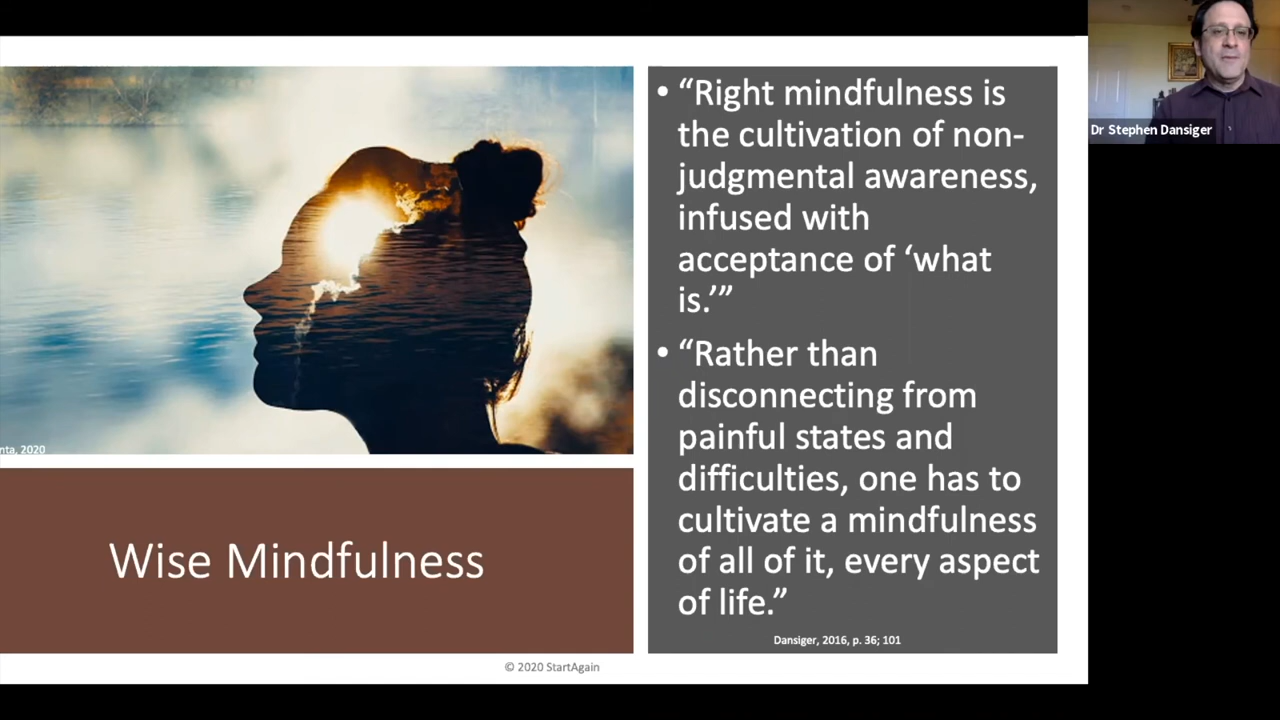 Dr Stephen Dansiger
• “Right mindfulness is
the cultivation of non-
judgmental awareness,
infused with
acceptance of ‘what
is.’”
• “Rather than
disconnecting from
painful states and
difficulties, one has to
cultivate a mindfulness
of all of it, every aspect
of life.”
Dansiger, 2016, p. 36; 101
2020
Wise Mindfulness
© 2020 StartAgain